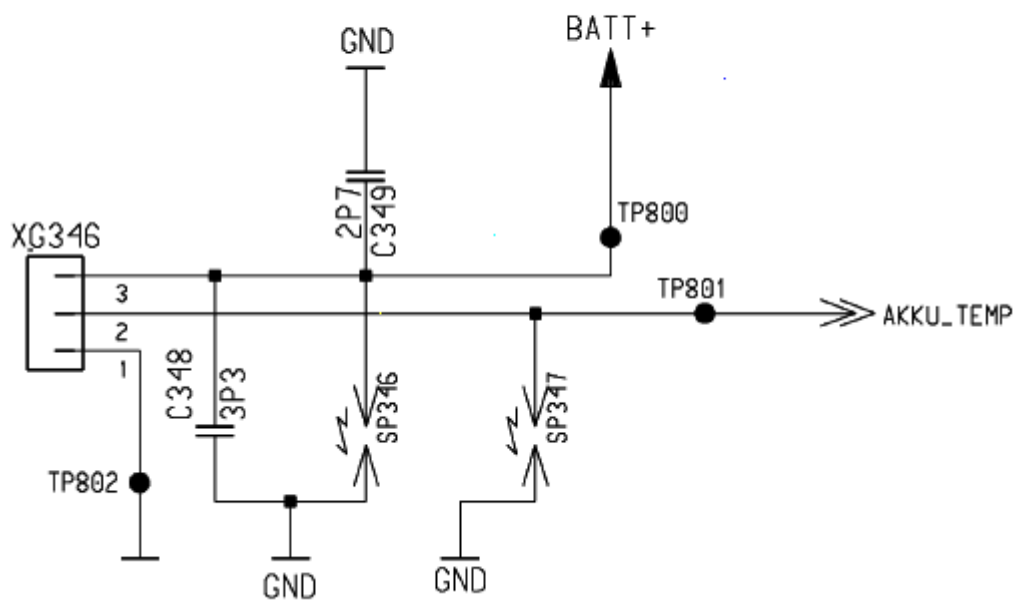 BATT+
GND
2P7
C349
TP800
XG346
TP801
3
AKKU_TEMP
2
1
C348
3P3
SP346
SP347
TP802
GND
GND